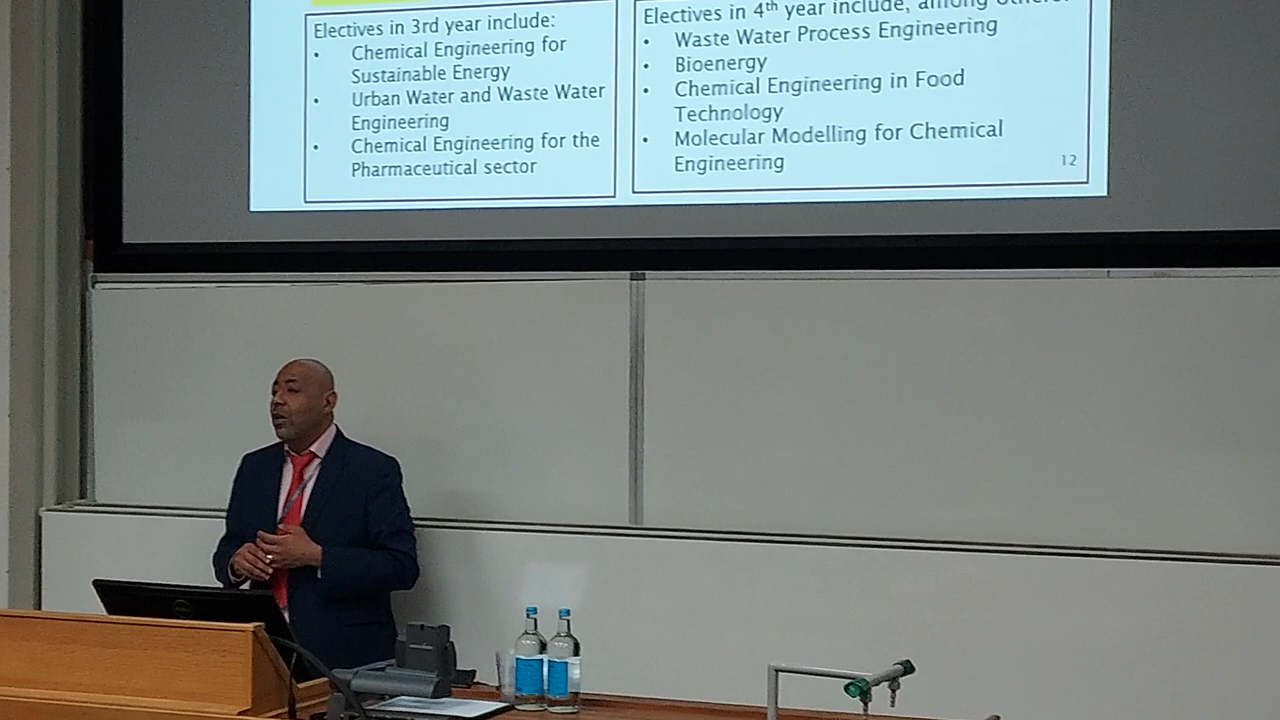 Electives in 3rd year include:
• Chemical Engineering for
Sustainable Energy
• Urban Water and Waste Water
Engineering
• Chemical Engineering for the
Pharmaceutical sector
Electives in 4th year include, among others:
• Waste Water Process Engineering
• Bioenergy
• Chemical Engineering in Food
Technology
• Molecular Modelling for Chemical
Engineering
12